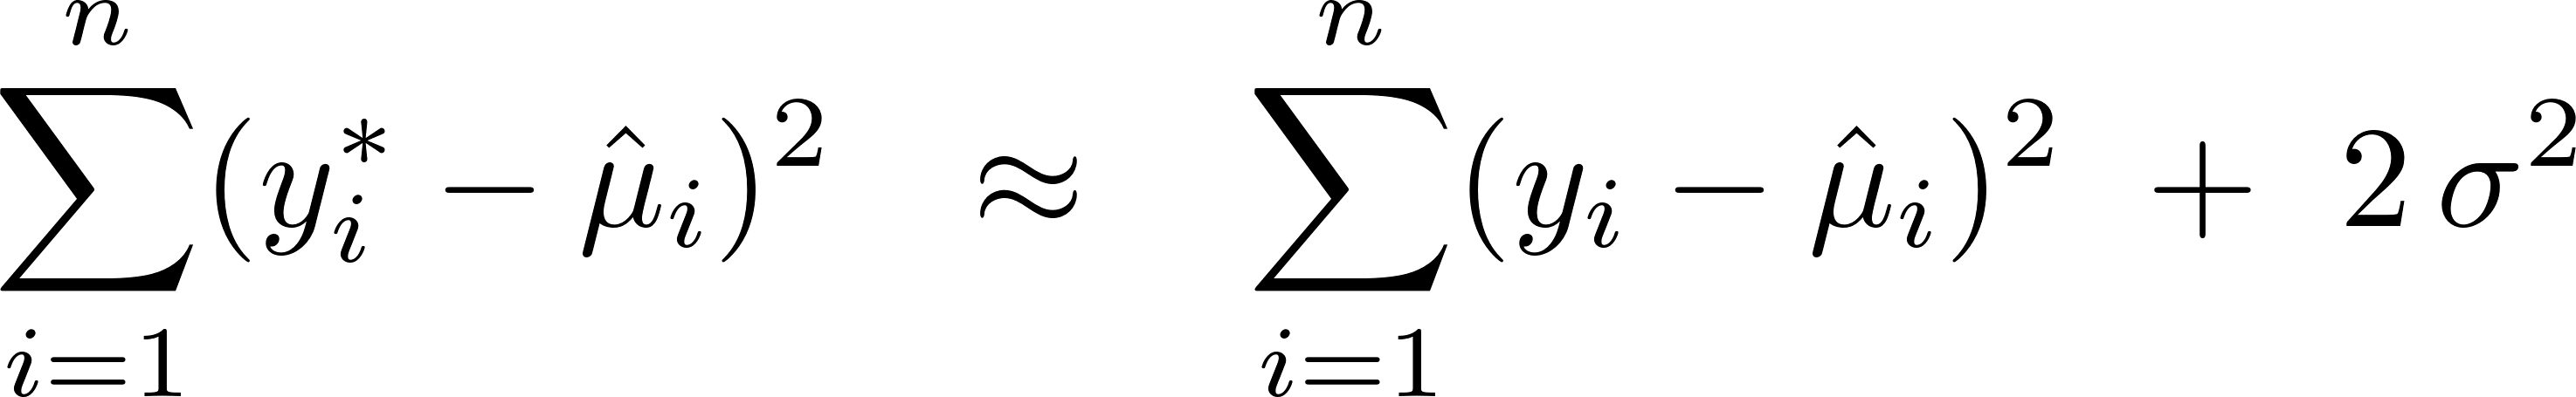 \sum_{i=1}^{n} (y_i^* - \hat{\mu}_i)^2 \approx \sum_{i=1}^{n} (y_i - \hat{\mu}_i)^2 + 2\,\sigma^2